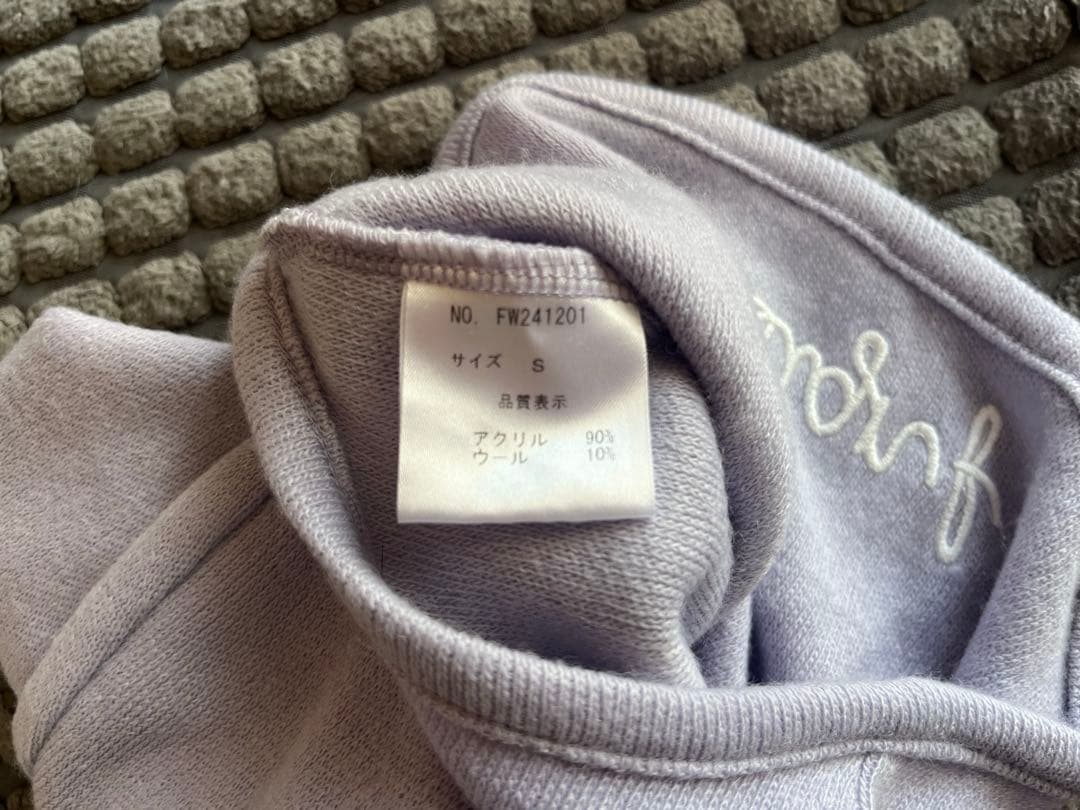 NO. FW241201
サイズ S
品質表示
アクリル 90%
ウール 10%